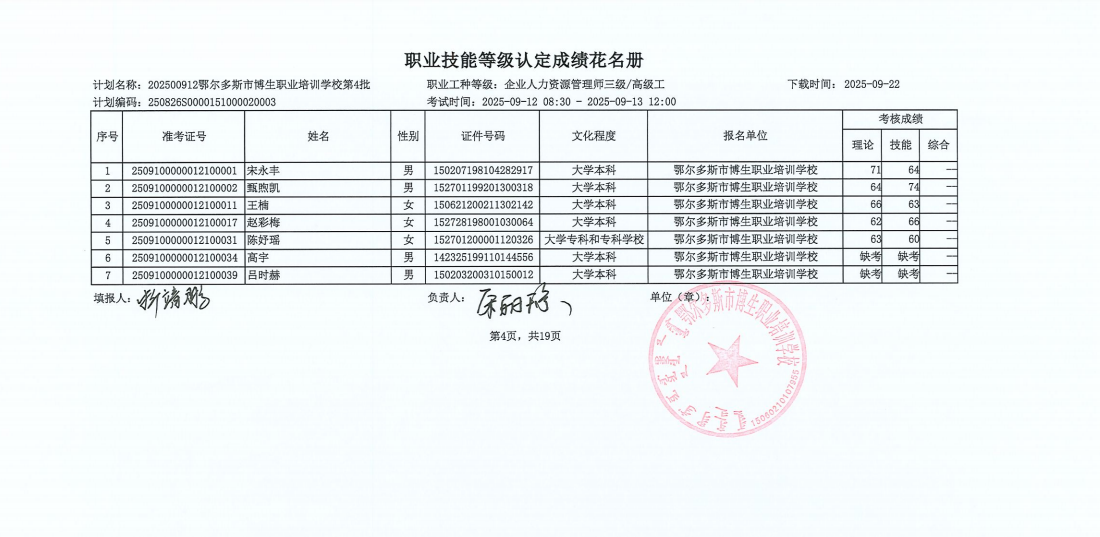 职业技能等级认定成绩花名册
计划名称：202500912鄂尔多斯市博生职业培训学校第4批 职业工种等级：企业人力资源管理师三级/高级工 下载时间：2025-09-22
计划编码：250826S0000151000020003 考试时间：2025-09-12 08:30 - 2025-09-13 12:00
序号 准考证号 姓名 性别 证件号码 文化程度 报名单位 考核成绩
理论 技能 综合
1 2509100000012100001 宋永丰 男 150207198104282917 大学本科 鄂尔多斯市博生职业培训学校 71 64 —
2 2509100000012100002 甄煦凯 男 152701199201300318 大学本科 鄂尔多斯市博生职业培训学校 64 74 —
3 2509100000012100011 王楠 女 150621200211302142 大学本科 鄂尔多斯市博生职业培训学校 66 63 —
4 2509100000012100017 赵彩梅 女 152728198001030064 大学本科 鄂尔多斯市博生职业培训学校 62 66 —
5 2509100000012100031 陈妤瑶 女 152701200001120326 大学专科和专科学校 鄂尔多斯市博生职业培训学校 63 60 —
6 2509100000012100034 高宇 男 142325199110144556 大学本科 鄂尔多斯市博生职业培训学校 缺考 缺考 —
7 2509100000012100039 吕时赫 男 150203200310150012 大学本科 鄂尔多斯市博生职业培训学校 缺考 缺考 —
填报人： 负责人： 单位（章）：
第4页，共19页
鄂尔多斯市博生职业培训学校